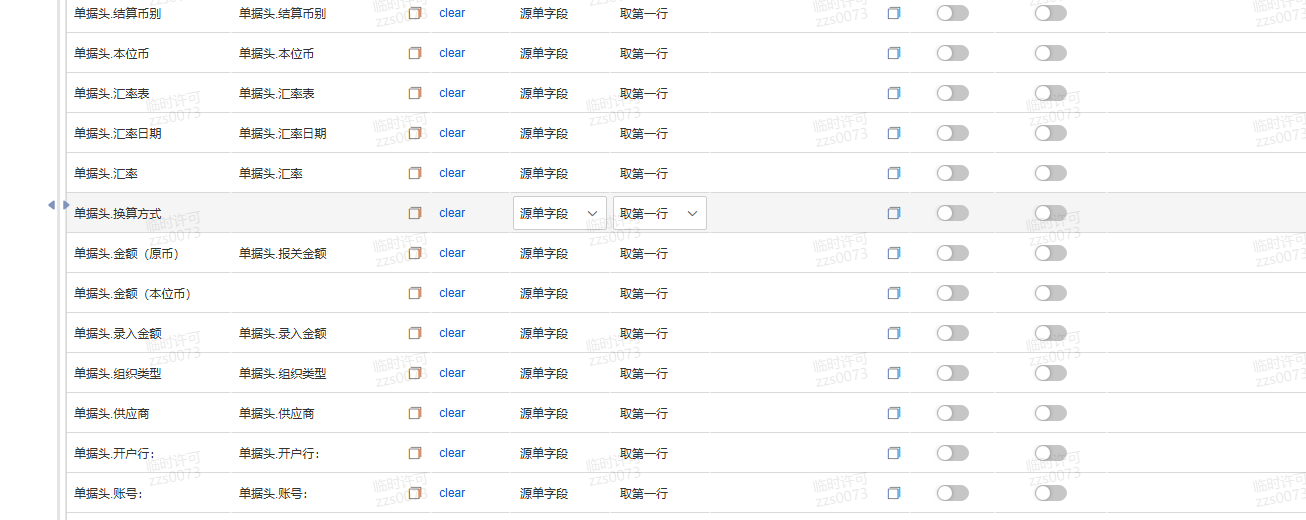 单据头.结算币别 单据头.结算币别 clear 源单字段 取第一行
单据头.本位币 单据头.本位币 clear 源单字段 取第一行
单据头.汇率表 单据头.汇率表 clear 源单字段 取第一行
单据头.汇率日期 单据头.汇率日期 clear 源单字段 取第一行
单据头.汇率 单据头.汇率 clear 源单字段 取第一行
单据头.换算方式 clear 源单字段 取第一行
单据头.金额（原币） 单据头.报关金额 clear 源单字段 取第一行
单据头.金额（本位币） clear 源单字段 取第一行
单据头.录入金额 单据头.录入金额 clear 源单字段 取第一行
单据头.组织类型 单据头.组织类型 clear 源单字段 取第一行
单据头.供应商 单据头.供应商 clear 源单字段 取第一行
单据头.开户行: 单据头.开户行: clear 源单字段 取第一行
单据头.账号: 单据头.账号: clear 源单字段 取第一行
临时许可
zzs0073